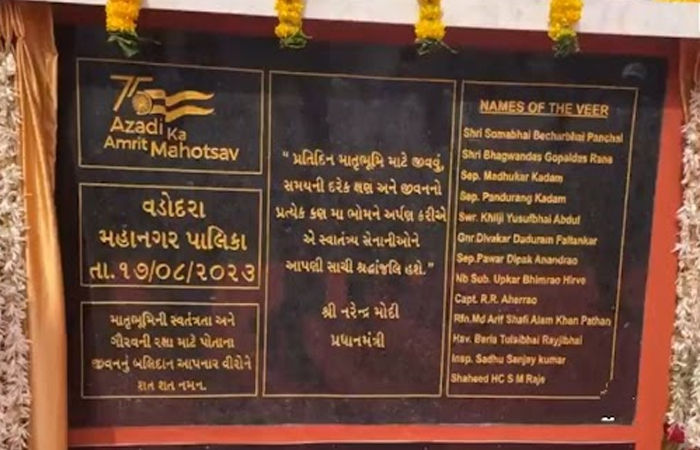 75
Azadi
Ka
Amrit Mahotsav
વડોદરા
મહાનગર પાલિકા
તા.૧૭/૦૮/૨૦૨૩
માતૃભૂમિની સ્વતંત્રતા અને
ગૌરવની રક્ષા માટે પોતાના
જીવનનું બલિદાન આપનાર વીરોને
શત શત નમન.
“ પ્રતિદિન માતૃભૂમિ માટે જીવવું,
સમયની દરેક ક્ષણ અને જીવનનો
પ્રત્યેક કણ મા ભોમને અર્પણ કરીએ
એ સ્વાતંત્ર્ય સેનાનીઓને
આપણી સાચી શ્રદ્ધાંજલિ હશે.”
શ્રી નરેન્દ્ર મોદી
પ્રધાનમંત્રી
NAMES OF THE VEER
Shri Somabhai Becharbhai Panchal
Shri Bhagwandas Gopaldas Rana
Sep. Madhukar Kadam
Sep. Pandurang Kadam
Swr. Khilji Yusufbhai Abdul
Gnr.Divakar Daduram Faltankar
Sep.Pawar Dipak Anandrao
Nb Sub. Upkar Bhimrao Hirve
Capt. R.R. Aherrao
Rfn.Md Arif Shafi Alam Khan Pathan
Hav. Baria Tulsibhai Rayjibhai
Insp. Sadhu Sanjay kumar
Shaheed HC S M Raje